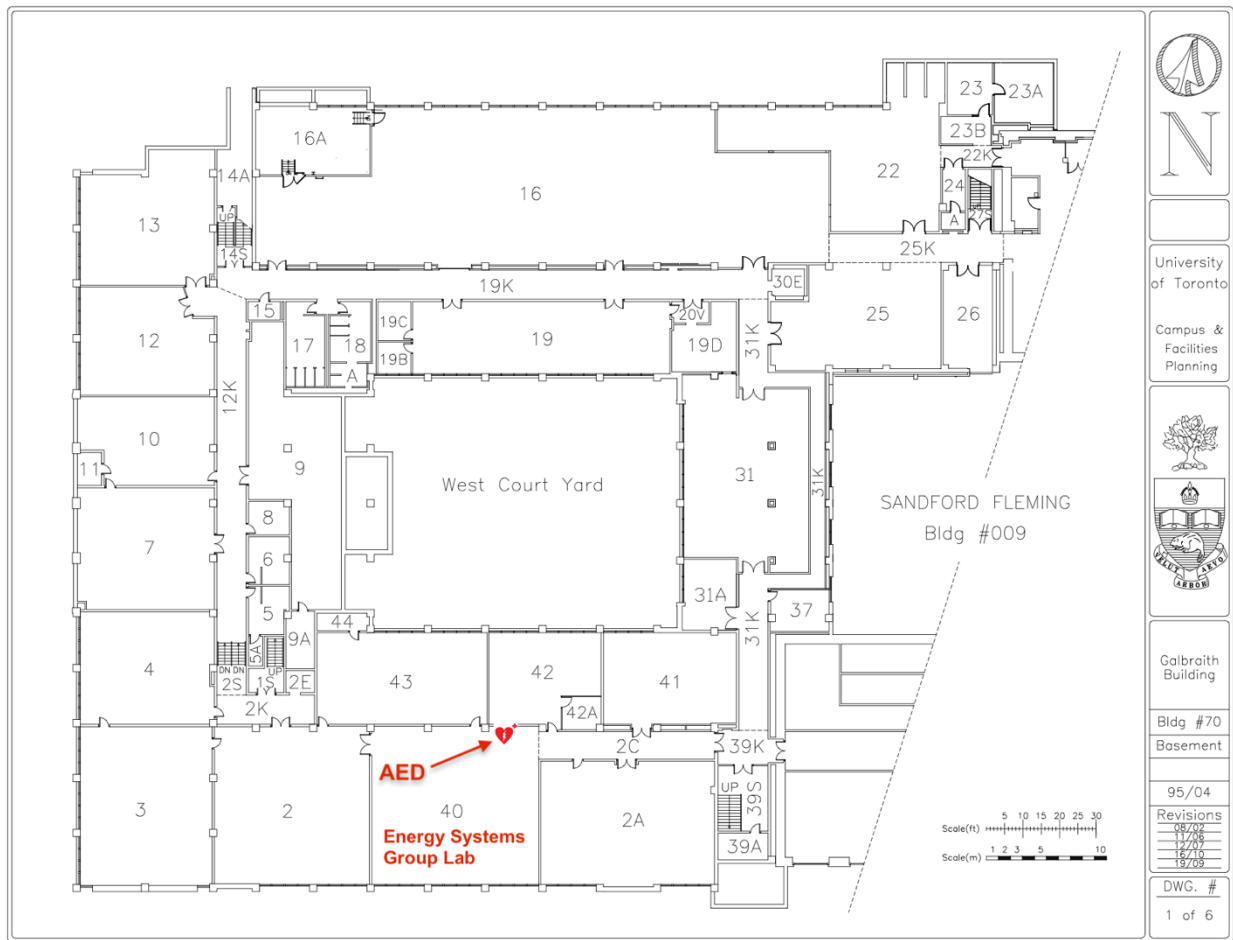 23
23A
16A
23B
22K
14A
16
22
24
13
UP
27S
A
14S
25K
19K
30E
15
20V
19C
17
18
19
19D
31K
25
26
12
19B
A
12K
10
9
11
West Court Yard
31
31K
SANDFORD FLEMING
Bldg #009
8
7
6
5
31A
37
44
9A
31K
5A
4
DN DN
UP
43
42
41
2S
1S
2E
2K
42A
2C
39K
AED
UP
39S
3
2
40
2A
Energy Systems
Group Lab
39A
5 10 15 20 25 30
Scale(ft)
1 2 3 5 10
Scale(m)
N
University
of Toronto
Campus &
Facilities
Planning
VELUT ARBOR AEVO
Galbraith
Building
Bldg #70
Basement
95/04
Revisions
08/02
11/06
12/07
16/10
19/09
DWG. #
1 of 6